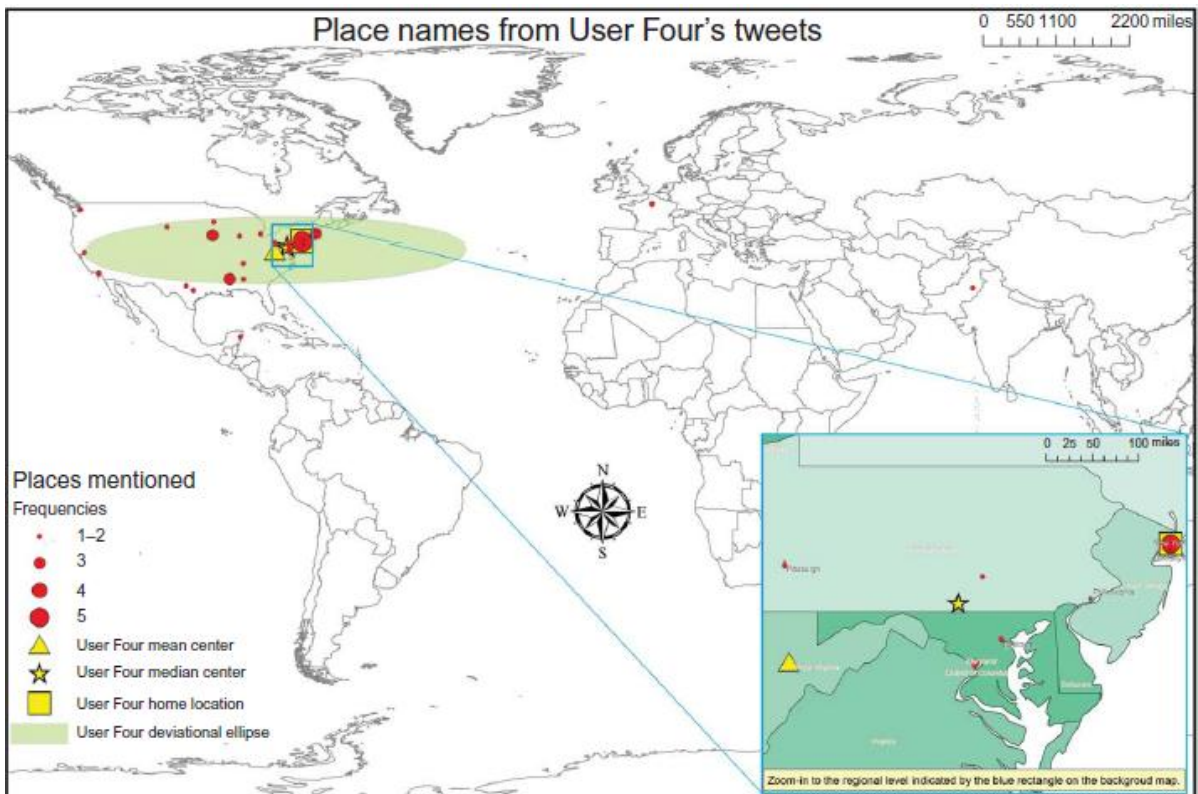 Place names from User Four's tweets
0 550 1100 2200 miles
N
W E
S
Places mentioned
Frequencies
1–2
3
4
5
User Four mean center
User Four median center
User Four home location
User Four deviational ellipse
0 25 50 100 miles
Delaware
Virginia
Zoom-in to the regional level indicated by the blue rectangle on the backgroud map.